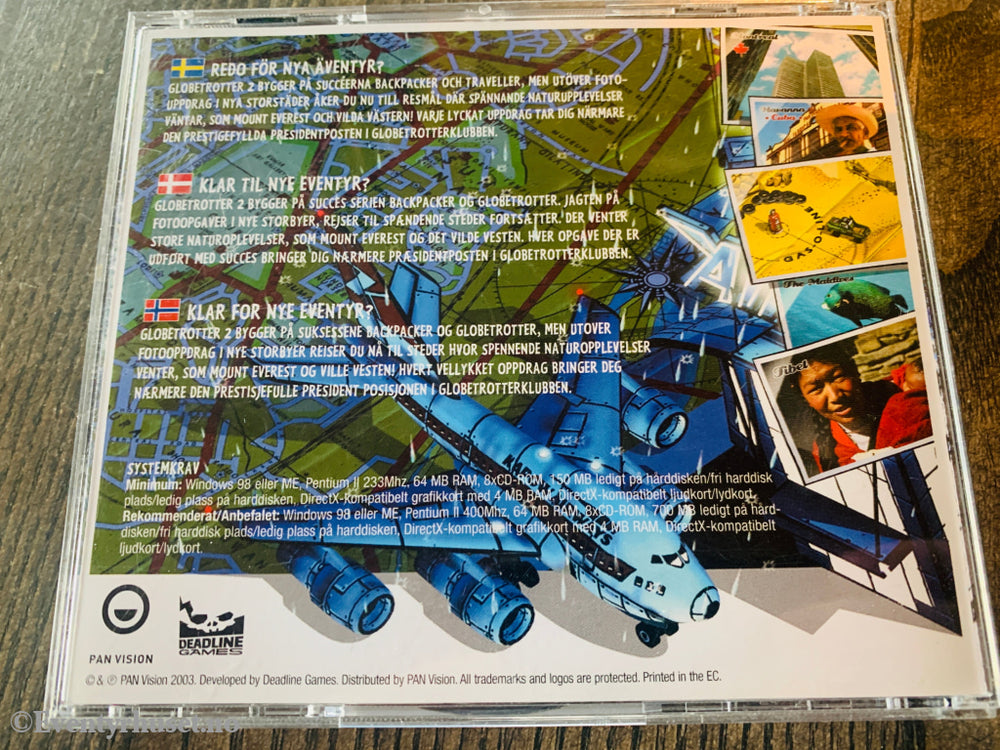 REDO FÖR NYA ÄVENTYR?
GLOBETROTTER 2 BYGGER PÅ SUCCÉERNA BACKPACKER OCH TRAVELLER, MEN UTÖVER FOTO-
UPPDRAG I NYA STORSTÄDER ÅKER DU NU TILL RESMÅL DÄR SPÄNNANDE NATURUPPLEVELSER
VÄNTAR, SOM MOUNT EVEREST OCH VILDA VÄSTERN! VARJE LYCKAT UPPDRAG TAR DIG NÄRMARE
DEN PRESTIGEFYLLDA PRESIDENTPOSTEN I GLOBETROTTERKLUBBEN.
KLAR TIL NYE EVENTYR?
GLOBETROTTER 2 BYGGER PÅ SUCCES SERIEN BACKPACKER OG GLOBETROTTER. JAGTEN PÅ
FOTOOPGAVER I NYE STORBYER, REJSER TIL SPÆNDENDE STEDER FORTSÆTTER. DER VENTER
STORE NATUROPLEVELSER, SOM MOUNT EVEREST OG DET VILDE VESTEN. HVER OPGAVE DER ER
UDFØRT MED SUCCES BRINGER DIG NÆRMERE PRÆSIDENTPOSTEN I GLOBETROTTERKLUBBEN.
KLAR FOR NYE EVENTYR?
GLOBETROTTER 2 BYGGER PÅ SUKSESSENE BACKPACKER OG GLOBETROTTER, MEN UTOVER
FOTOOPPDRAG I NYE STORBYER REISER DU NÅ TIL STEDER HVOR SPENNENDE NATUROPPLEVELSER
VENTER, SOM MOUNT EVEREST OG VILLE VESTEN! HVERT VELLYKKET OPPDRAG BRINGER DEG
NÆRMERE DEN PRESTISJEFULLE PRESIDENT POSISJONEN I GLOBETROTTERKLUBBEN.
SYSTEMKRAV
Minimum: Windows 98 eller ME, Pentium II 233Mhz, 64 MB RAM, 8xCD-ROM, 150 MB ledigt på hårddisken/fri harddisk
plads/ledig plass på harddisken, DirectX-kompatibelt grafikkort med 4 MB RAM, DirectX-kompatibelt ljudkort/lydkort.
Rekommenderat/Anbefalet: Windows 98 eller ME, Pentium II 400Mhz, 64 MB RAM, 8xCD-ROM, 700 MB ledigt på hård-
disken/fri harddisk plads/ledig plass på harddisken, DirectX-kompatibelt grafikkort med 4 MB RAM, DirectX-kompatibelt
ljudkort/lydkort.
Cuba
The Maldives
Tibet
PAN VISION
DEADLINE
GAMES
© & ℗ PAN Vision 2003. Developed by Deadline Games. Distributed by PAN Vision. All trademarks and logos are protected. Printed in the EC.
© Eventyrhuset.no